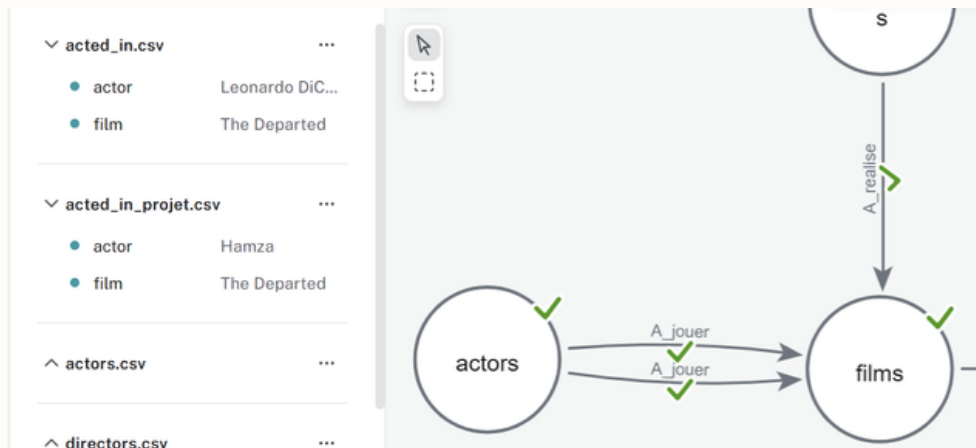 acted_in.csv ...
actor Leonardo DiC...
film The Departed
acted_in_projet.csv ...
actor Hamza
film The Departed
actors.csv ...
directors.csv ...
s
A_realise
actors
A_jouer
A_jouer
films